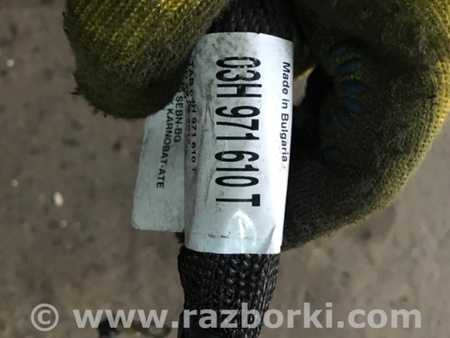 Made in Bulgaria
03H 971 610 T
SEBN-BG
KARNOBAT-ATE
© www.razborki.com